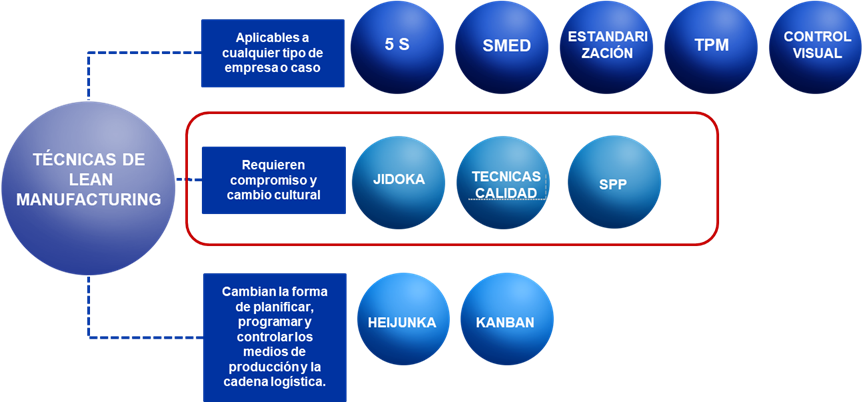 Aplicables a
cualquier tipo de
empresa o caso
5 S
SMED
ESTANDARI
ZACIÓN
TPM
CONTROL
VISUAL
TÉCNICAS DE
LEAN
MANUFACTURING
Requieren
compromiso y
cambio cultural
JIDOKA
TECNICAS
CALIDAD
SPP
Cambian la forma
de planificar,
programar y
controlar los
medios de
producción y la
cadena logística.
HEIJUNKA
KANBAN